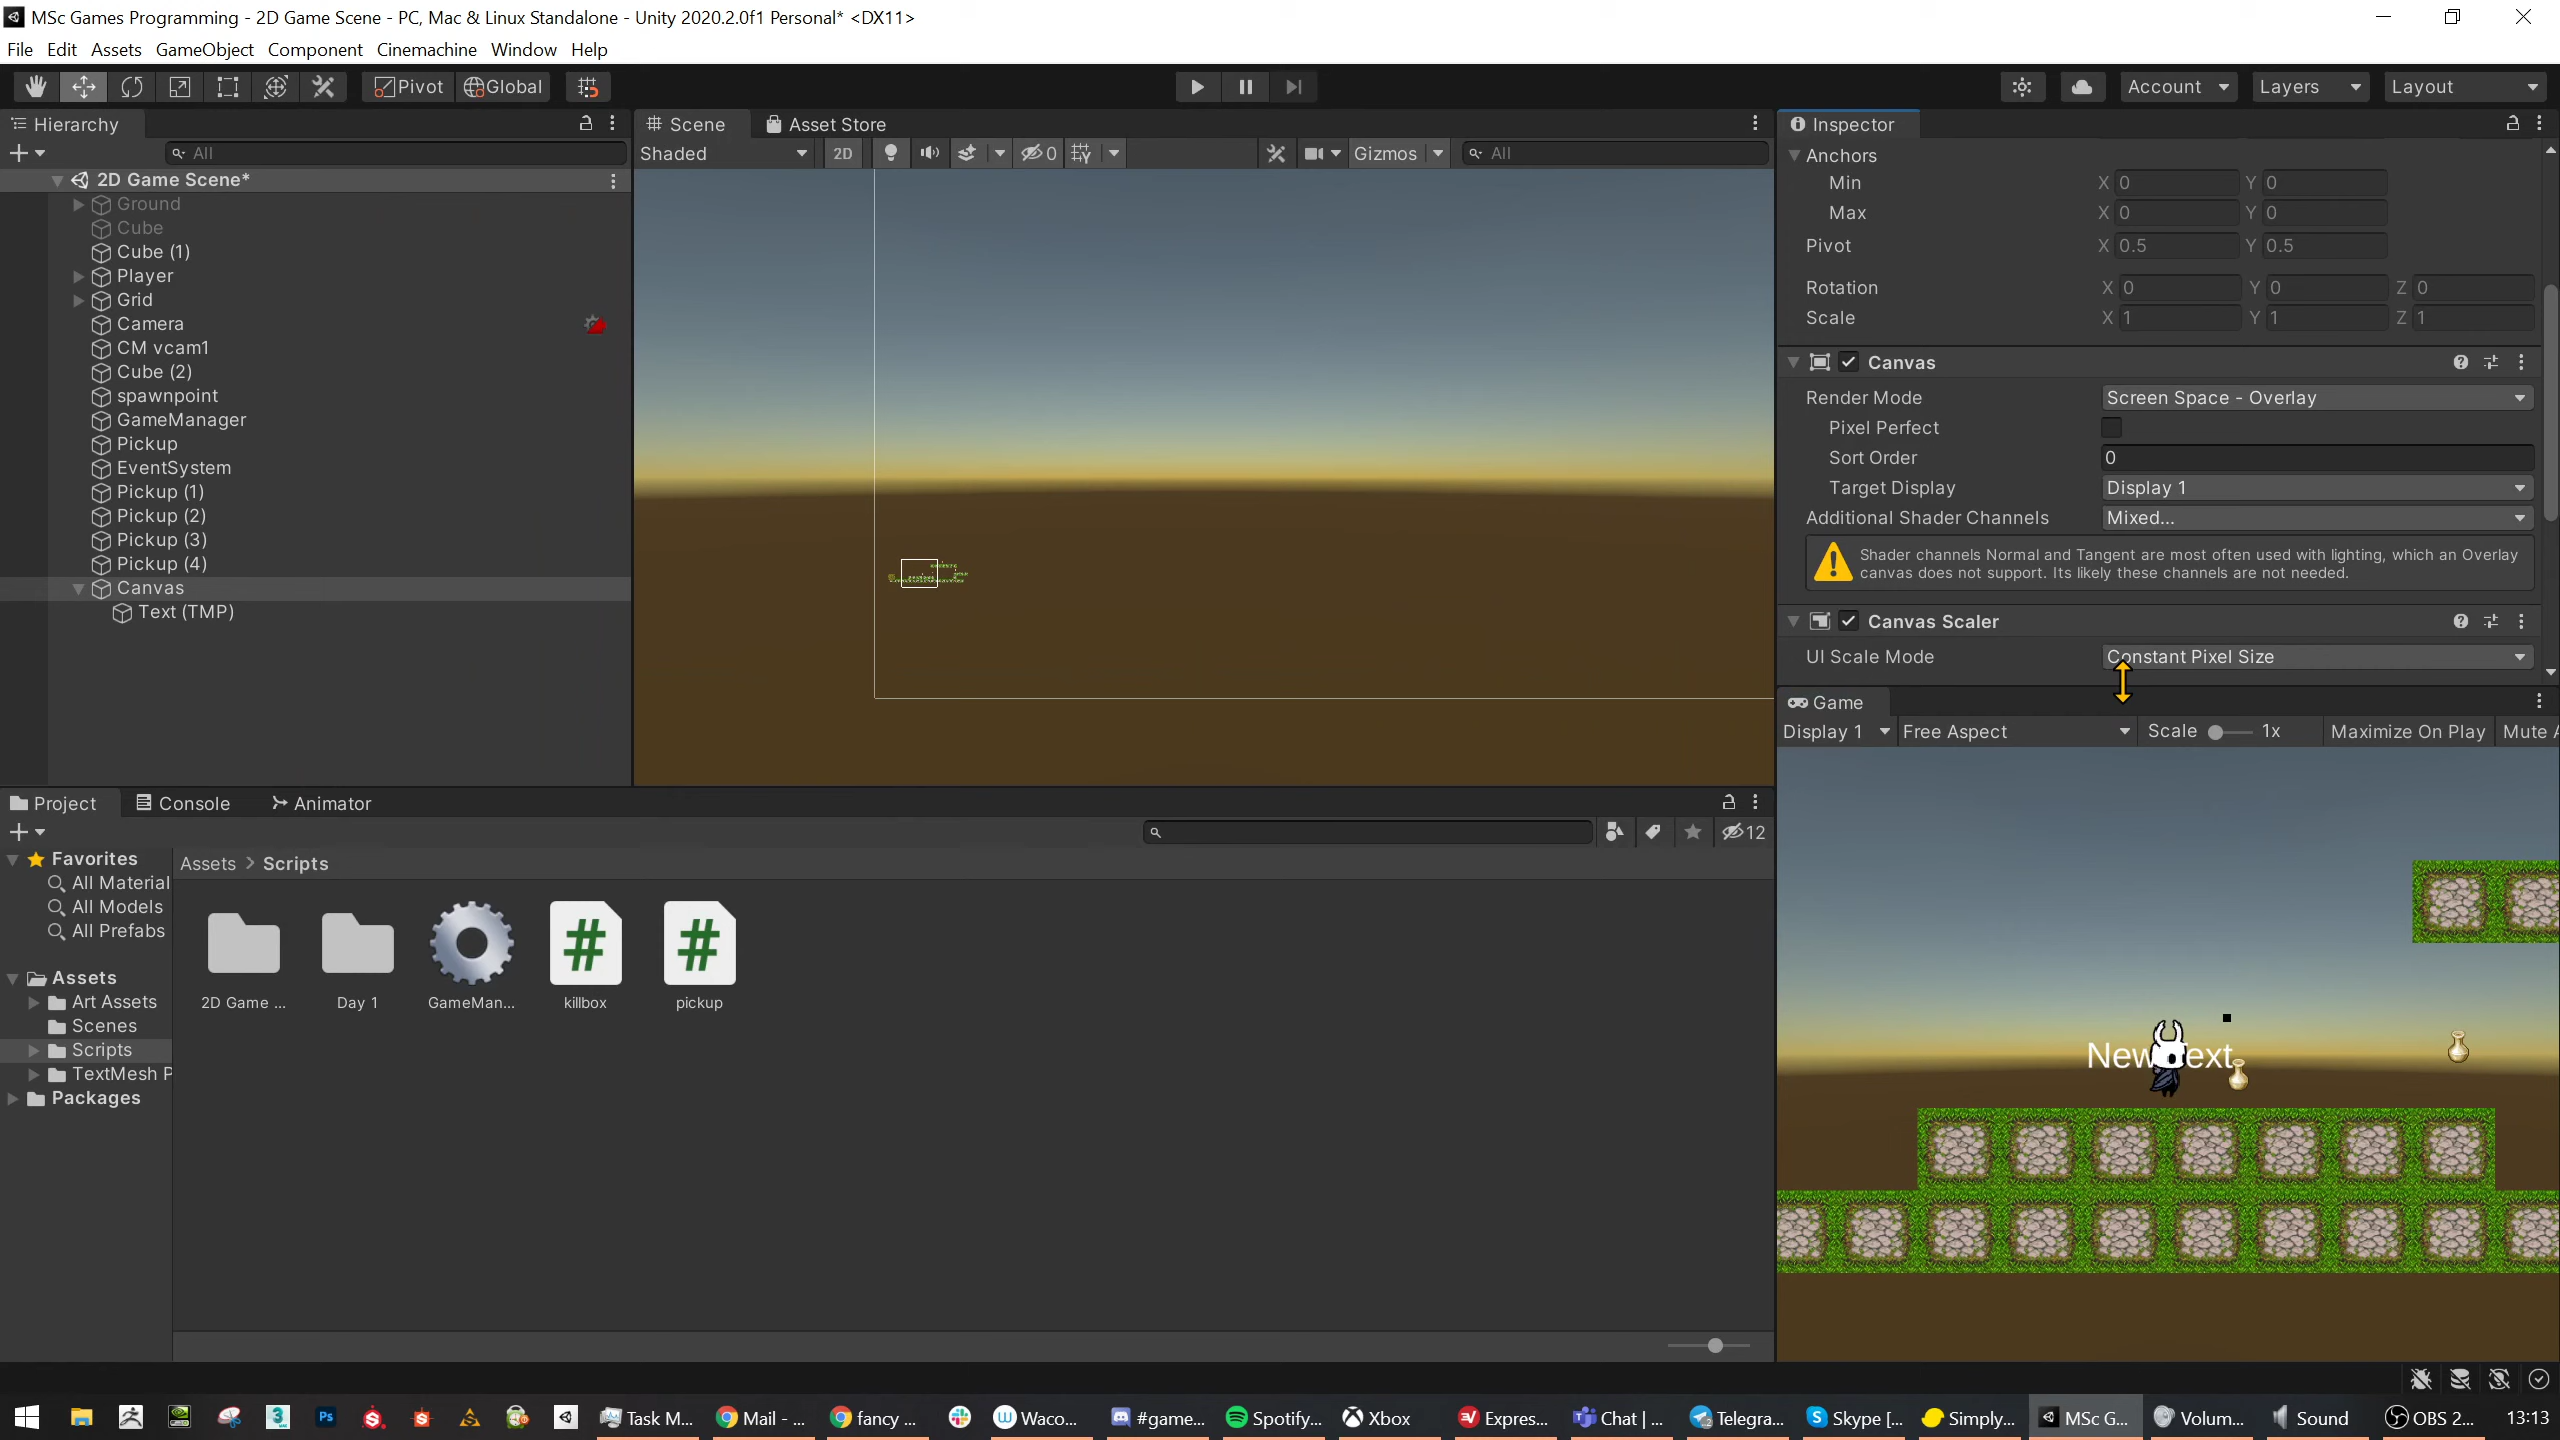 MSc Games Programming - 2D Game Scene - PC, Mac & Linux Standalone - Unity 2020.2.0f1 Personal* <DX11>
File Edit Assets GameObject Component Cinemachine Window Help
Pivot Global Account Layers Layout
Hierarchy
All
2D Game Scene*
Ground
Cube
Cube (1)
Player
Grid
Camera
CM vcam1
Cube (2)
spawnpoint
GameManager
Pickup
EventSystem
Pickup (1)
Pickup (2)
Pickup (3)
Pickup (4)
Canvas
Text (TMP)
Scene Asset Store
Shaded 2D 0 Gizmos All
Inspector
Anchors
Min X 0 Y 0
Max X 0 Y 0
Pivot X 0.5 Y 0.5
Rotation X 0 Y 0 Z 0
Scale X 1 Y 1 Z 1
Canvas
Render Mode Screen Space - Overlay
Pixel Perfect
Sort Order 0
Target Display Display 1
Additional Shader Channels Mixed...
Shader channels Normal and Tangent are most often used with lighting, which an Overlay
canvas does not support. Its likely these channels are not needed.
Canvas Scaler
UI Scale Mode Constant Pixel Size
Game
Display 1 Free Aspect Scale 1x Maximize On Play Mute A
New Text
Project Console Animator
12
Favorites
All Material
All Models
All Prefabs
Assets
Art Assets
Scenes
Scripts
TextMesh P
Packages
Assets > Scripts
2D Game ... Day 1 GameMan... killbox pickup
Task M... Mail - ... fancy ... Waco... #game... Spotify... Xbox Expres... Chat | ... Telegra... Skype [... Simply... MSc G... Volum... Sound OBS 2... 13:13